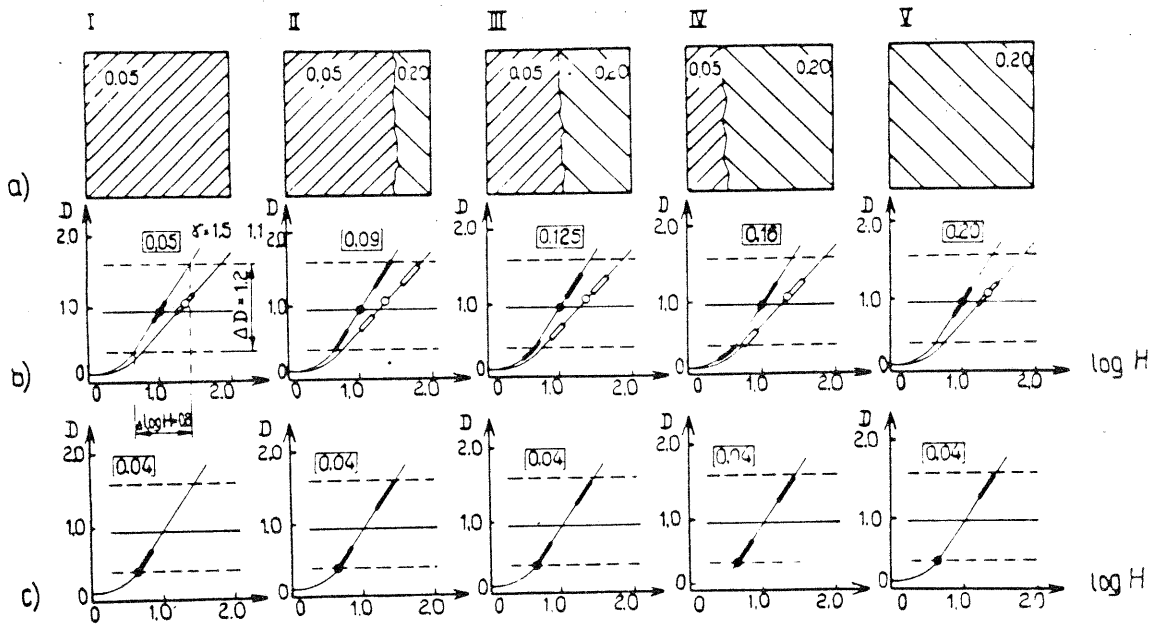 I II III IV V
0.05 0.05 0.20 0.05 0.20 0.05 0.20 0.20
a)
D D D D D
2.0 0.05 γ=1.5 1.1 2.0 0.09 2.0 0.125 2.0 0.16 2.0 0.20
ΔD=1.2
1.0 1.0 1.0 1.0 1.0
0 0 0 0 0
b) 1.0 2.0 1.0 2.0 0 1.0 2.0 0 1.0 2.0 0 1.0 2.0 log H
Δ log H=0.8
D D D D D
2.0 0.04 2.0 0.04 2.0 0.04 2.0 0.04 2.0 0.04
1.0 1.0 1.0 1.0 1.0
0 0 0 0 0
c) 0 1.0 2.0 0 1.0 2.0 0 1.0 2.0 0 1.0 2.0 0 1.0 2.0 log H